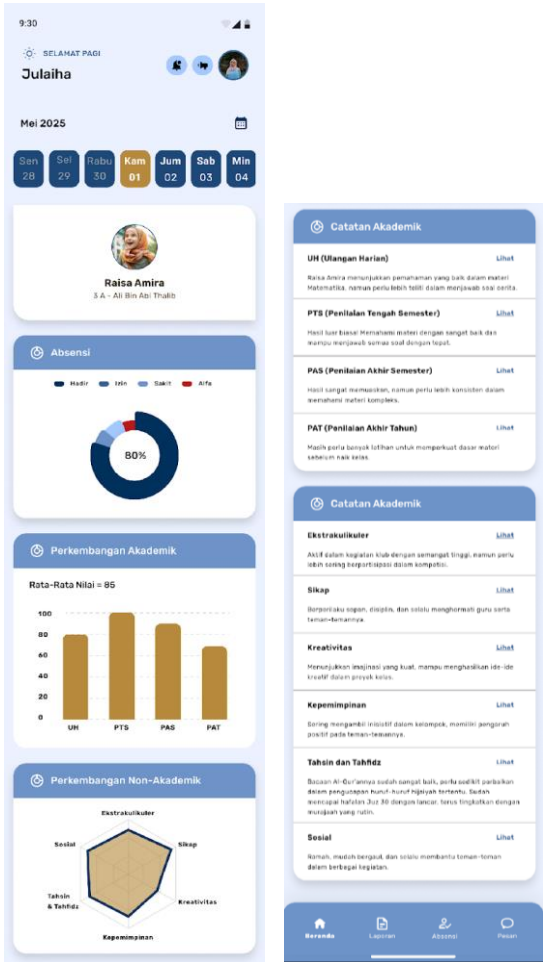 9:30
SELAMAT PAGI
Julaiha
Mei 2025
Sen Sel Rabu Kam Jum Sab Min
28 29 30 01 02 03 04
Raisa Amira
3 A - Ali Bin Abi Thalib
Absensi
Hadir Izin Sakit Alfa
80%
Perkembangan Akademik
Rata-Rata Nilai = 85
100
80
60
40
20
0
UH PTS PAS PAT
Perkembangan Non-Akademik
Ekstrakulikuler
Sosial
Sikap
Tahsin
& Tahfidz
Kreativitas
Kepemimpinan
Catatan Akademik
UH (Ulangan Harian) Lihat
Raisa Amira menunjukkan pemahaman yang baik dalam materi
Matematika, namun perlu lebih teliti dalam menjawab soal cerita.
PTS (Penilaian Tengah Semester) Lihat
Hasil luar biasa! Memahami materi dengan sangat baik dan
mampu menjawab semua soal dengan tepat.
PAS (Penilaian Akhir Semester) Lihat
Hasil sangat memuaskan, namun perlu lebih konsisten dalam
memahami materi kompleks.
PAT (Penilaian Akhir Tahun) Lihat
Masih perlu banyak latihan untuk memperkuat dasar materi
sebelum naik kelas.
Catatan Akademik
Ekstrakulikuler Lihat
Aktif dalam kegiatan klub dengan semangat tinggi, namun perlu
lebih sering berpartisipasi dalam kompetisi.
Sikap Lihat
Berperilaku sopan, disiplin, dan selalu menghormati guru serta
teman-temannya.
Kreativitas Lihat
Menunjukkan imajinasi yang kuat, mampu menghasilkan ide-ide
kreatif dalam proyek kelas.
Kepemimpinan Lihat
Sering mengambil inisiatif dalam kelompok, memiliki pengaruh
positif pada teman-temannya.
Tahsin dan Tahfidz Lihat
Bacaan Al-Qur'annya sudah sangat baik, perlu sedikit perbaikan
dalam pengucapan huruf-huruf hijaiyah tertentu. Sudah
mencapai hafalan Juz 30 dengan lancar, terus tingkatkan dengan
murajaah yang rutin.
Sosial Lihat
Ramah, mudah bergaul, dan selalu membantu teman-teman
dalam berbagai kegiatan.
Beranda Laporan Absensi Pesan